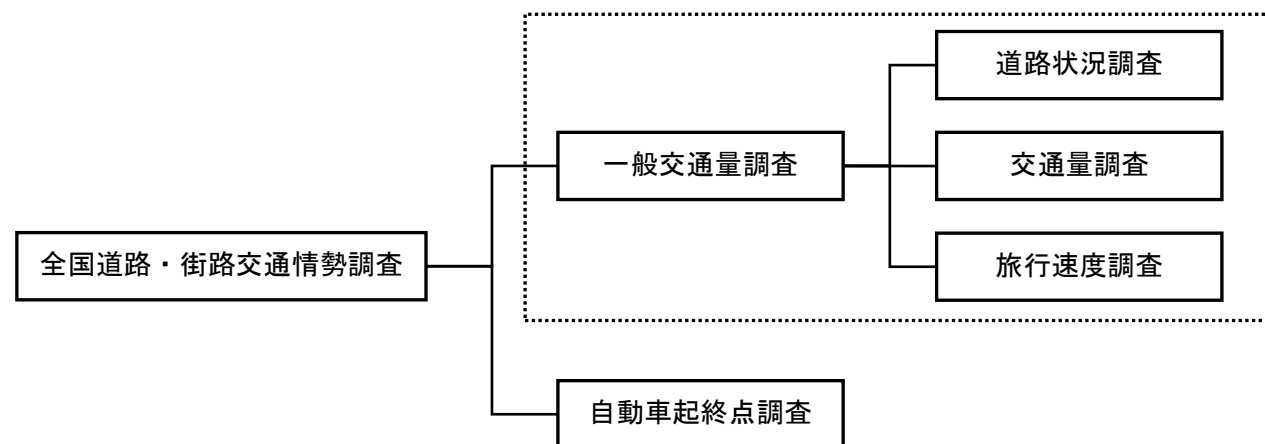 道路状況調査
一般交通量調査
交通量調査
全国道路・街路交通情勢調査
旅行速度調査
自動車起終点調査